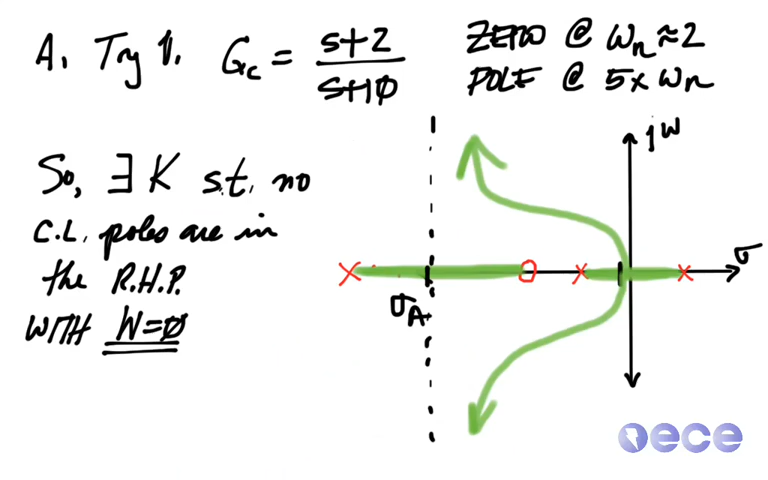 A. Try 1. Gc = s+2 / s+10
ZERO @ ωn ≈ 2
POLE @ 5x ωn
jω
So, ∃ K s.t. no
C.L. poles are in
the R.H.P.
WITH W=0
σ
σA
ece